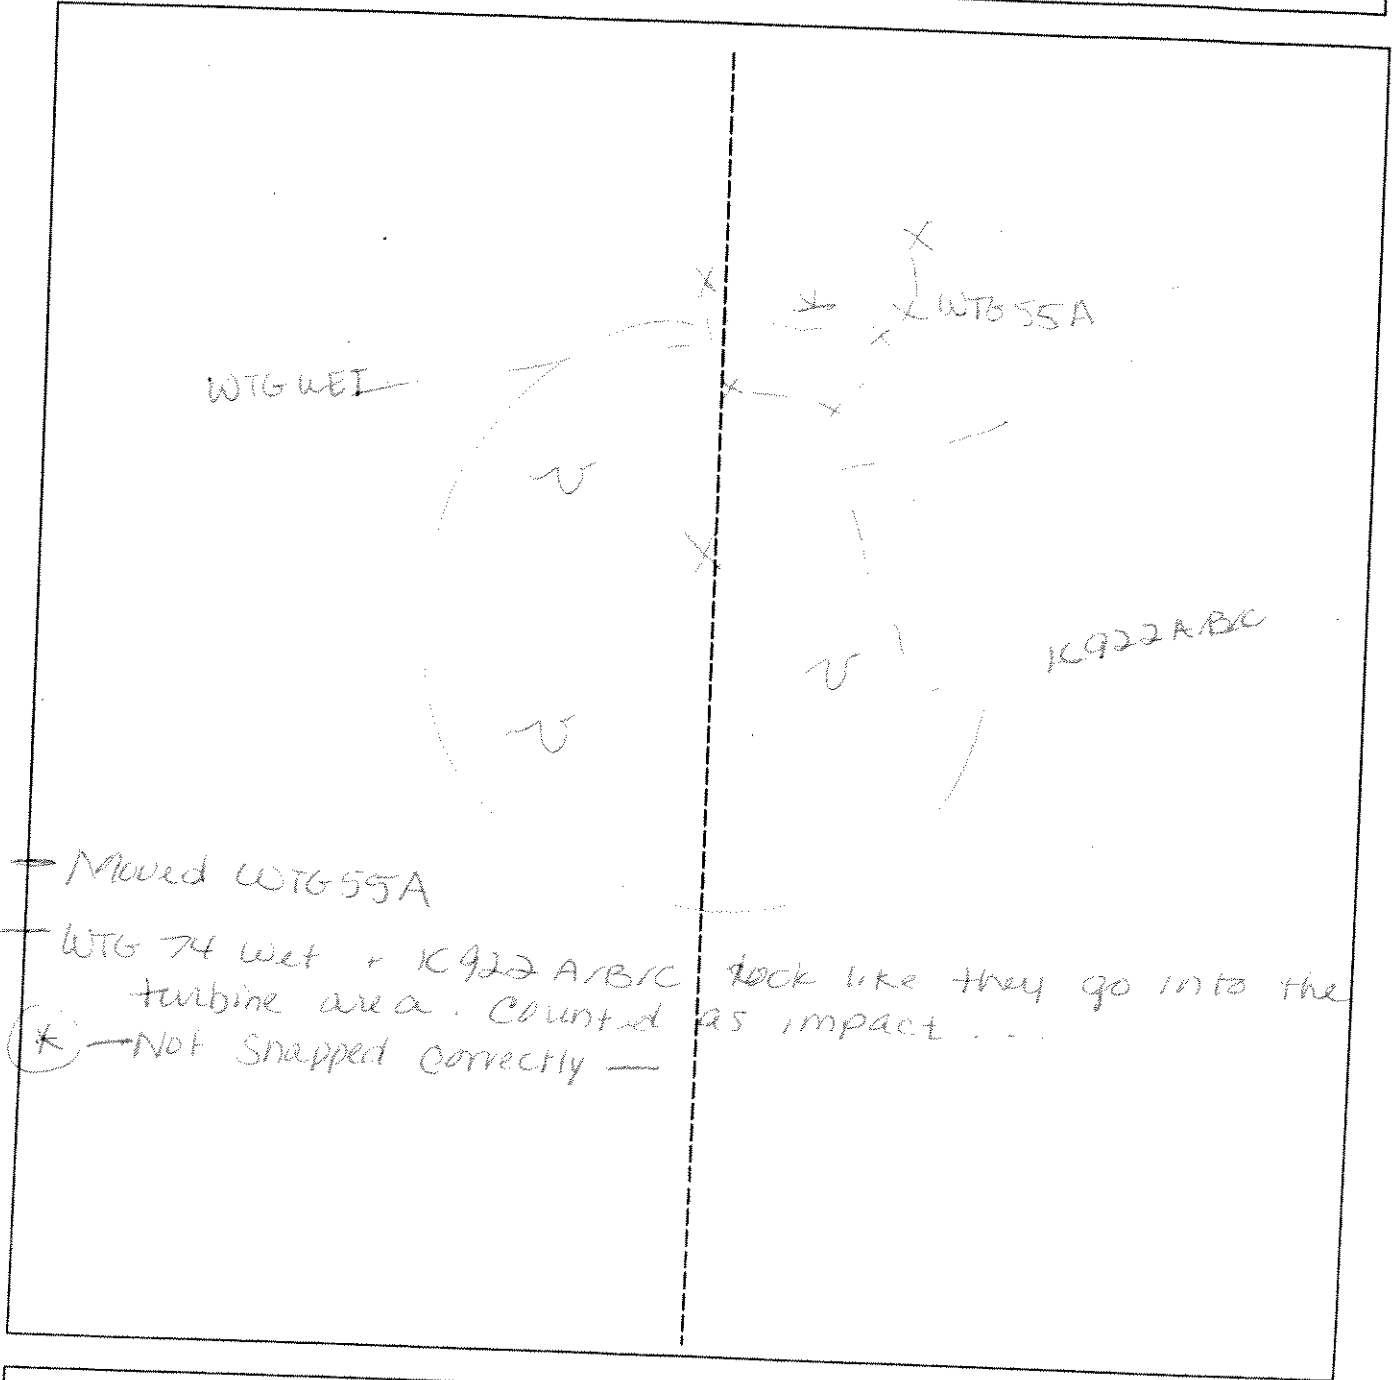 WTG55A
WTG WET
K922A/B/C
Moved WTG55A
WTG 74 Wet + K922 A/B/C look like they go into the
turbine area. Counted as impact ...
* → Not Snapped correctly —